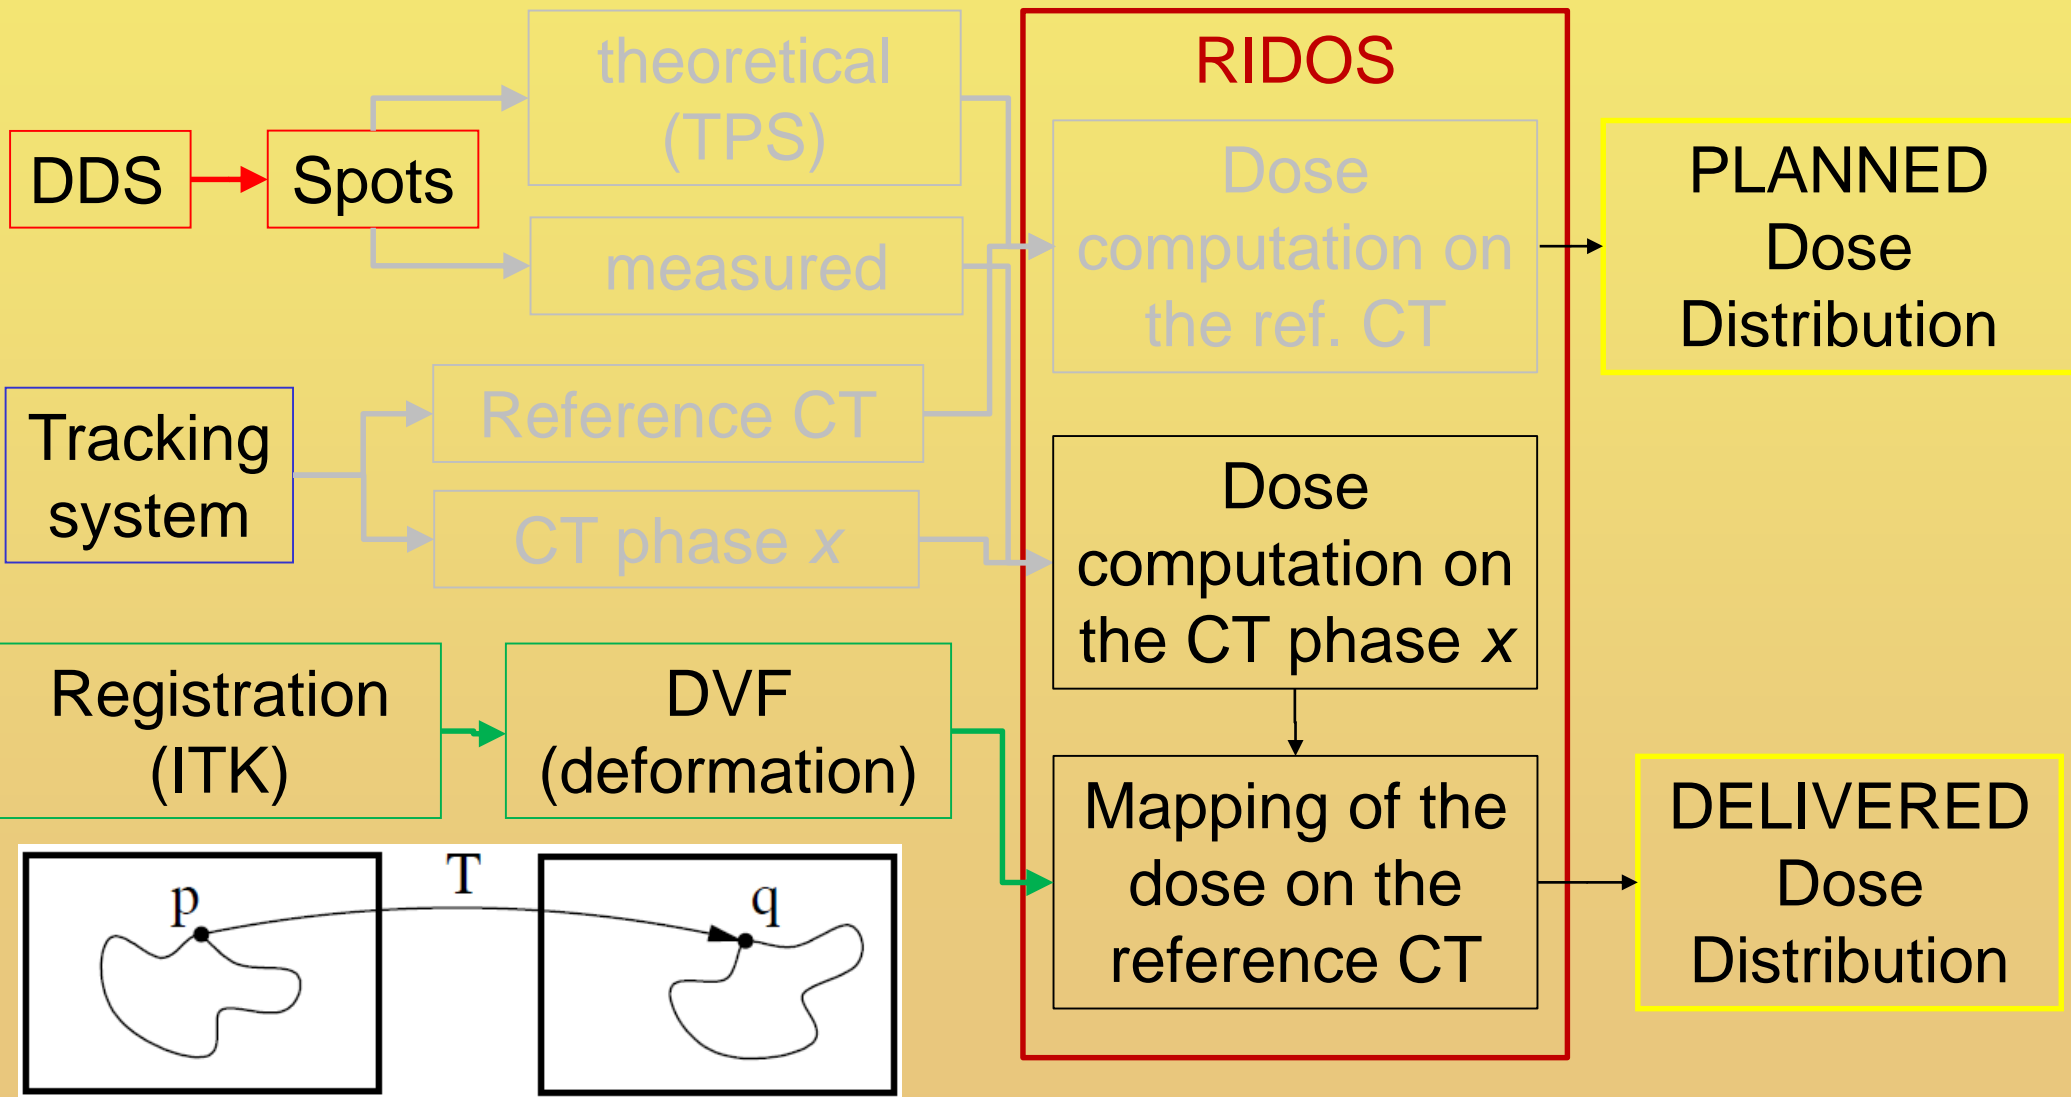 theoretical
(TPS)
RIDOS
DDS
Spots
measured
Dose
computation on
the ref. CT
PLANNED
Dose
Distribution
Tracking
system
Reference CT
CT phase x
Dose
computation on
the CT phase x
Registration
(ITK)
DVF
(deformation)
Mapping of the
dose on the
reference CT
DELIVERED
Dose
Distribution
p
T
q